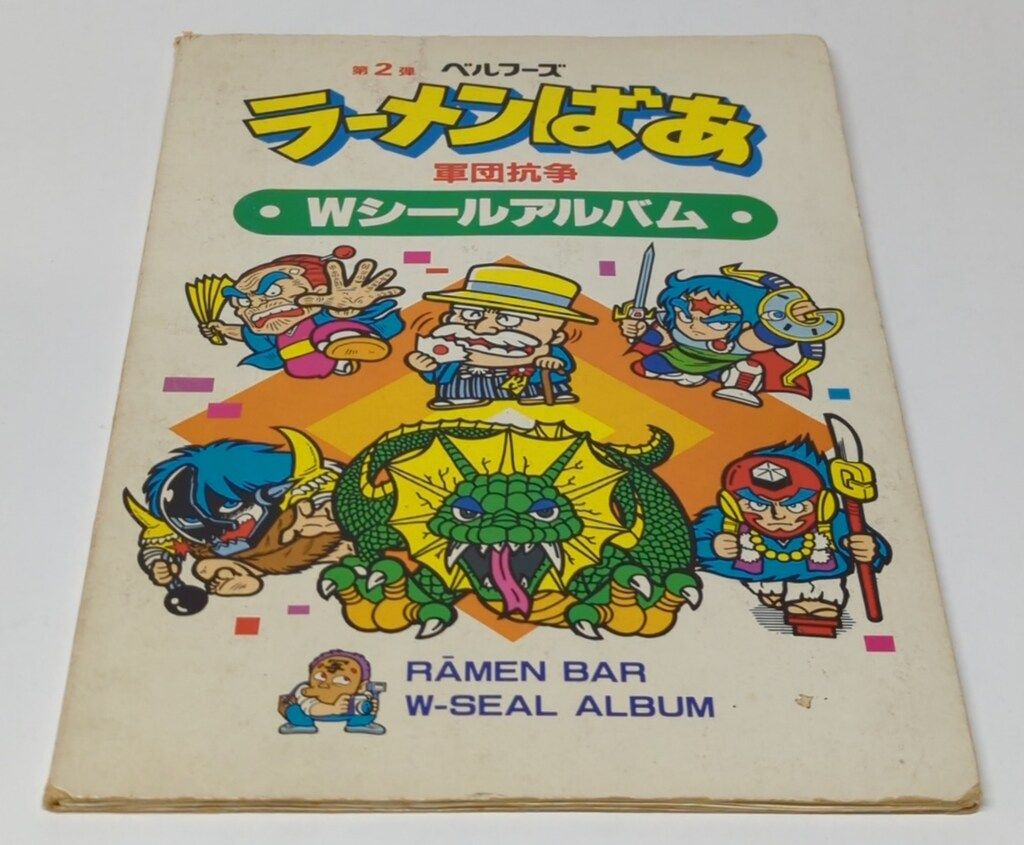 第2弾 ベルフーズ
ラーメンばあ
軍団抗争
・Wシールアルバム・
RĀMEN BAR
W-SEAL ALBUM